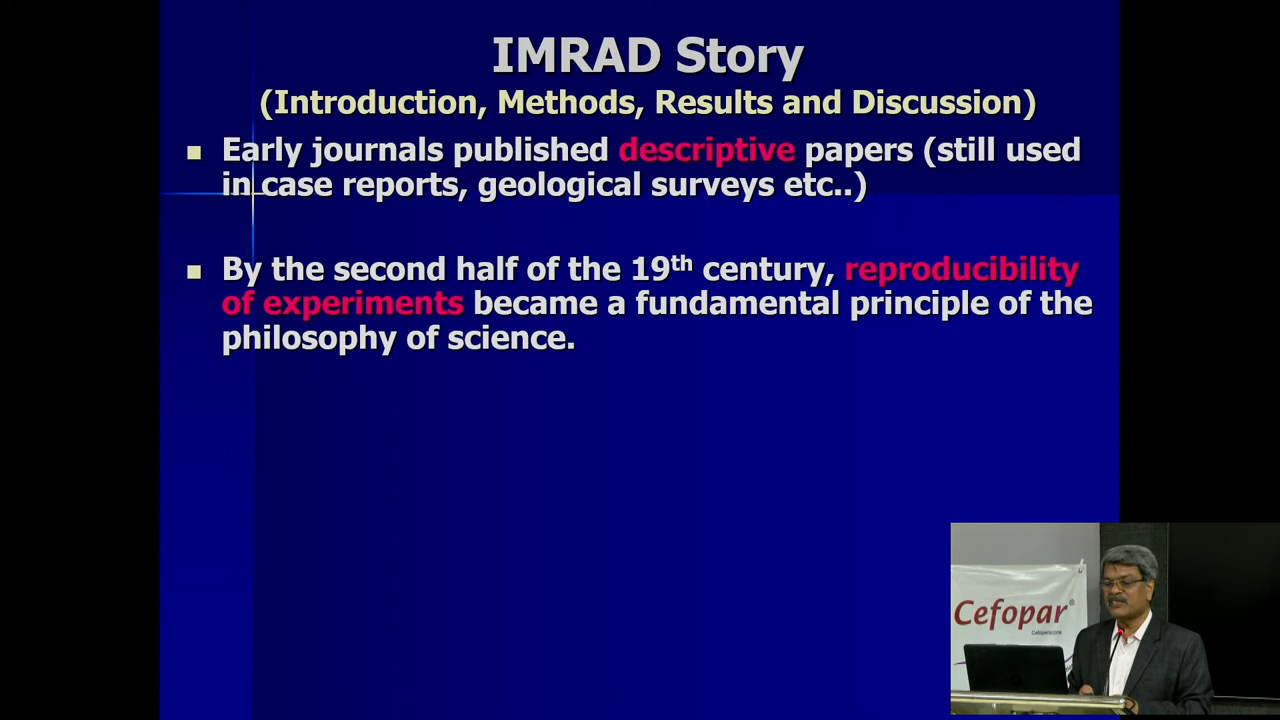 IMRAD Story
(Introduction, Methods, Results and Discussion)
Early journals published descriptive papers (still used
in case reports, geological surveys etc..)
By the second half of the 19th century, reproducibility
of experiments became a fundamental principle of the
philosophy of science.
Cefopar®
Cefoperazone